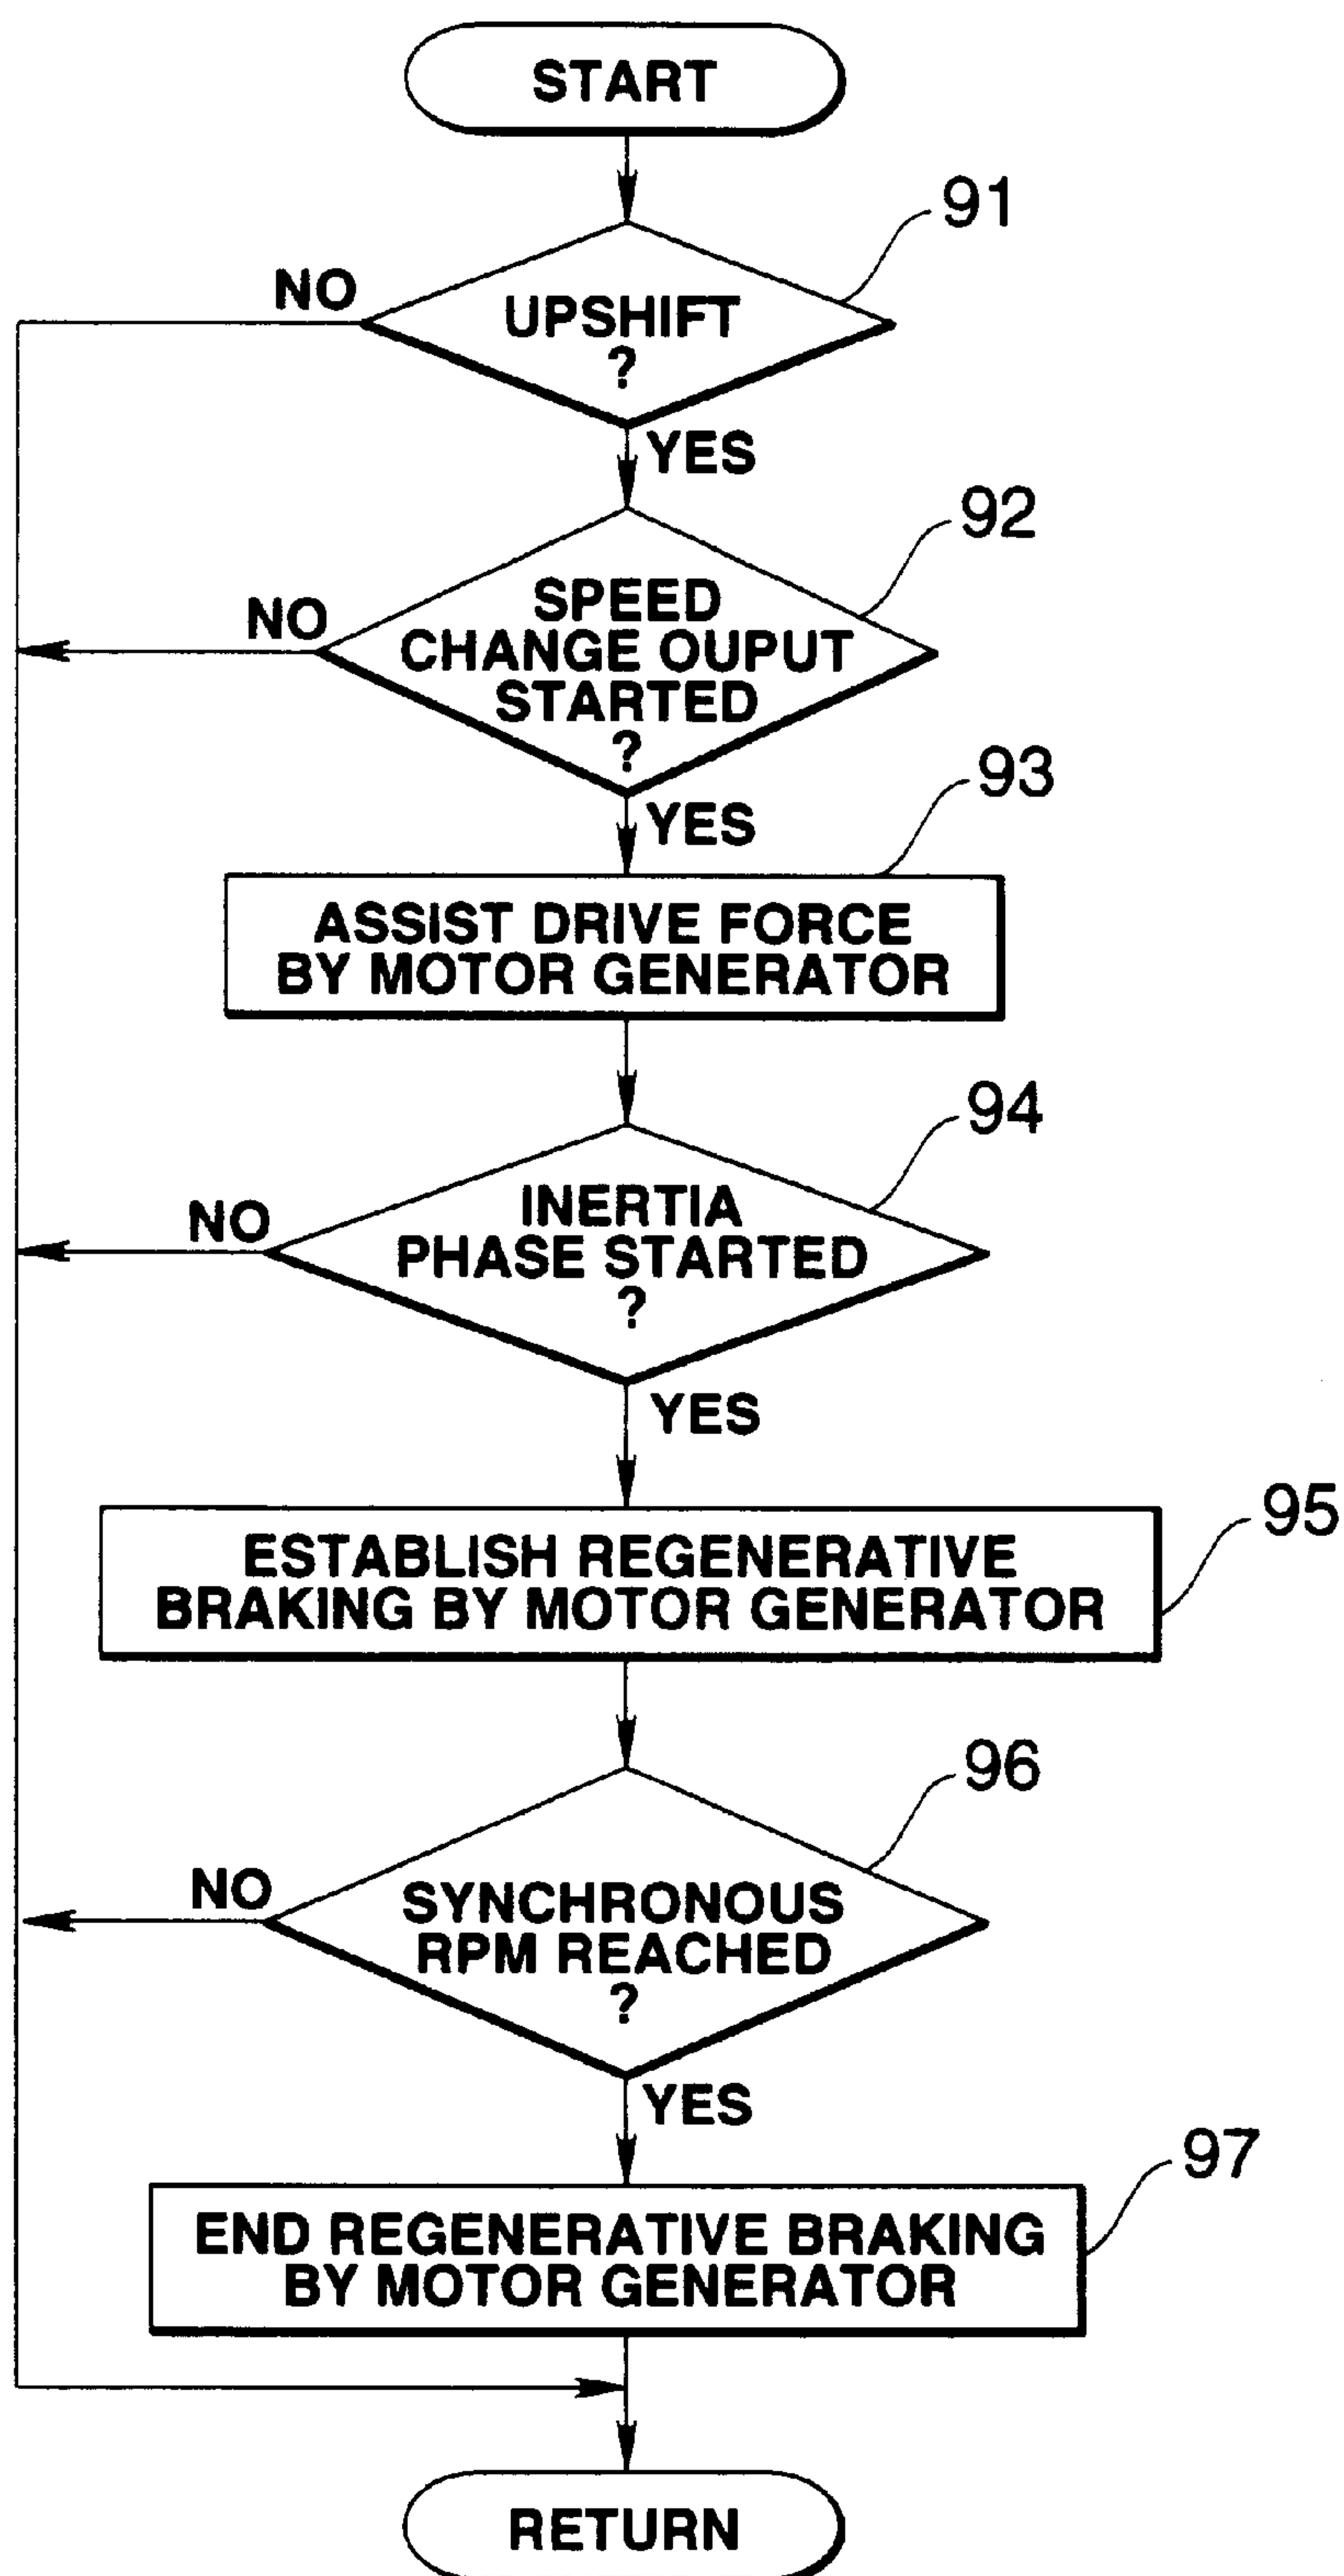 START
91
NO
UPSHIFT
?
YES
92
NO
SPEED
CHANGE OUPUT
STARTED
?
93
YES
ASSIST DRIVE FORCE
BY MOTOR GENERATOR
94
NO
INERTIA
PHASE STARTED
?
YES
95
ESTABLISH REGENERATIVE
BRAKING BY MOTOR GENERATOR
96
NO
SYNCHRONOUS
RPM REACHED
?
YES
97
END REGENERATIVE BRAKING
BY MOTOR GENERATOR
RETURN